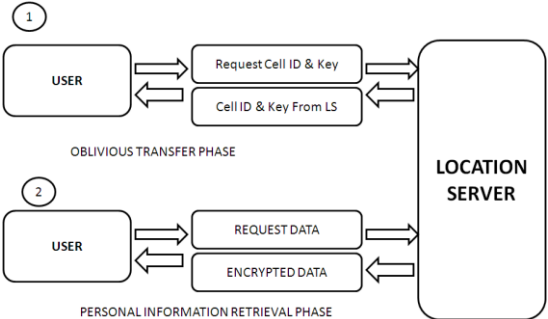 1
USER
Request Cell ID & Key
Cell ID & Key From LS
OBLIVIOUS TRANSFER PHASE
LOCATION
SERVER
2
USER
REQUEST DATA
ENCRYPTED DATA
PERSONAL INFORMATION RETRIEVAL PHASE